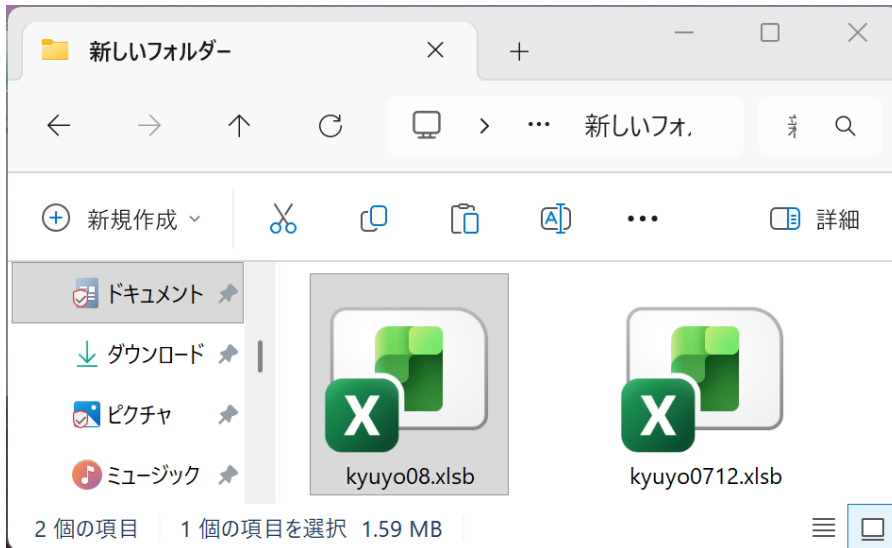 新しいフォルダー
新しいフォ
新規作成
詳細
ドキュメント
ダウンロード
ピクチャ
ミュージック
kyuyo08.xlsb
kyuyo0712.xlsb
2 個の項目 1 個の項目を選択 1.59 MB